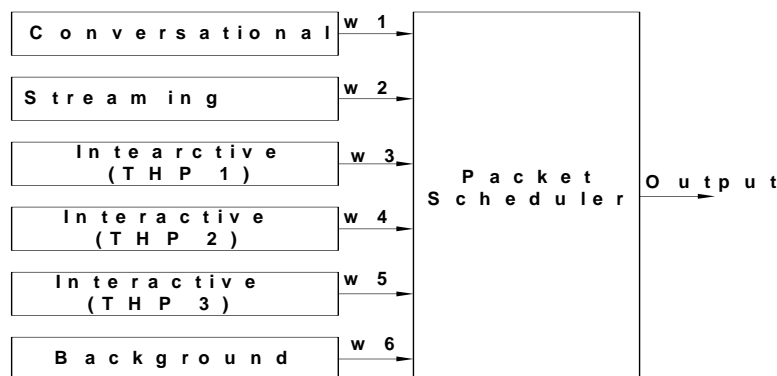 Conversational
w 1
Streaming
w 2
Intearctive
(THP 1)
w 3
Interactive
(THP 2)
w 4
Interactive
(THP 3)
w 5
Background
w 6
Packet
Scheduler
Output